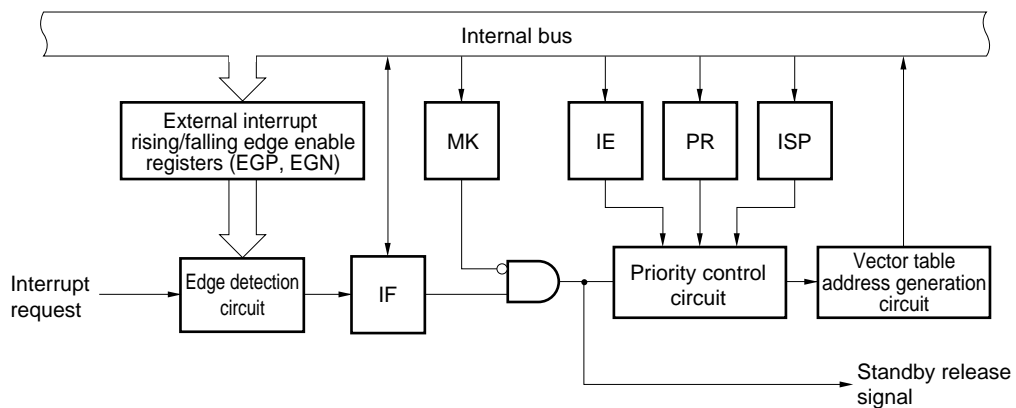 Internal bus
External interrupt
rising/falling edge enable
registers (EGP, EGN)
MK
IE
PR
ISP
Interrupt
request
Edge detection
circuit
IF
Priority control
circuit
Vector table
address generation
circuit
Standby release
signal